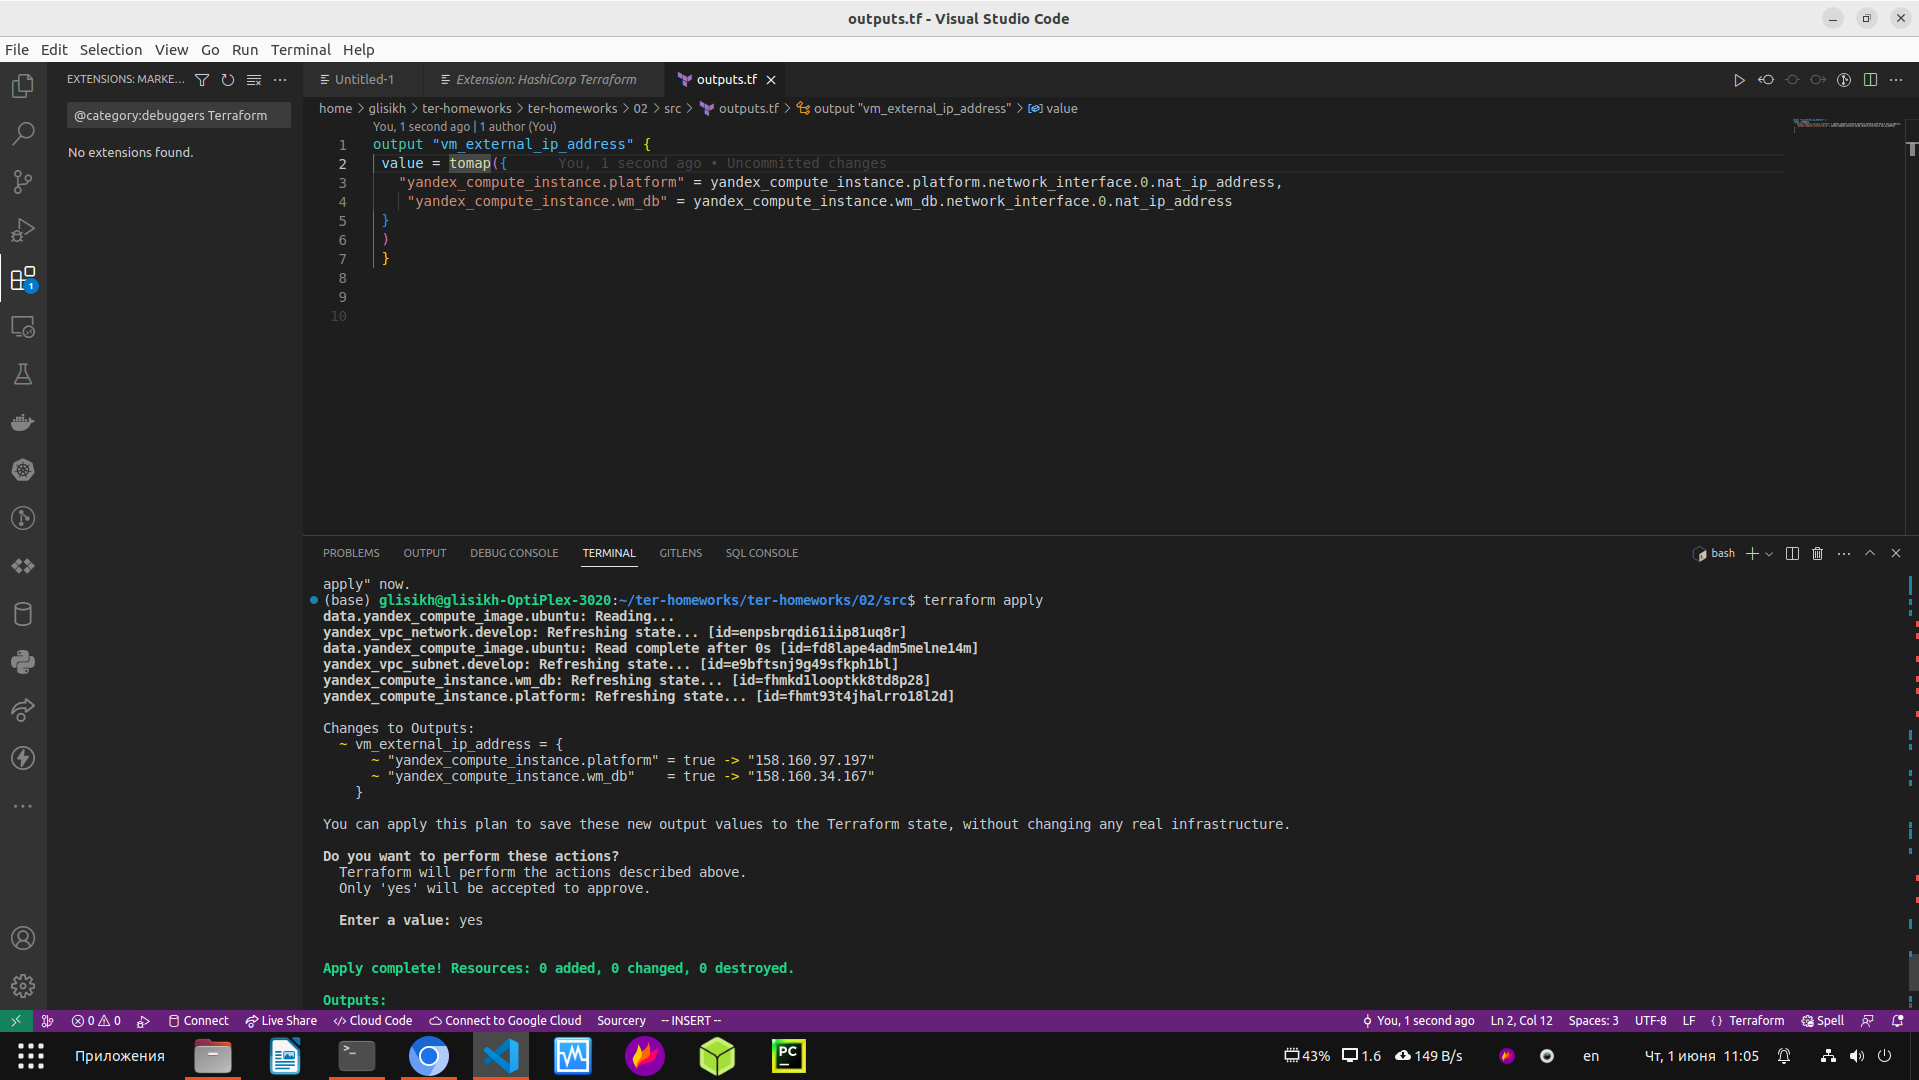 outputs.tf - Visual Studio Code
File Edit Selection View Go Run Terminal Help
EXTENSIONS: MARKE...
Untitled-1
Extension: HashiCorp Terraform
outputs.tf
@category:debuggers Terraform
No extensions found.
home > glisikh > ter-homeworks > ter-homeworks > 02 > src > outputs.tf > output "vm_external_ip_address" > value
You, 1 second ago | 1 author (You)
1 output "vm_external_ip_address" {
2 value = tomap({ You, 1 second ago • Uncommitted changes
3 "yandex_compute_instance.platform" = yandex_compute_instance.platform.network_interface.0.nat_ip_address,
4 "yandex_compute_instance.wm_db" = yandex_compute_instance.wm_db.network_interface.0.nat_ip_address
5 }
6 )
7 }
8
9
10
1
PROBLEMS OUTPUT DEBUG CONSOLE TERMINAL GITLENS SQL CONSOLE
bash
apply" now.
(base) glisikh@glisikh-OptiPlex-3020:~/ter-homeworks/ter-homeworks/02/src$ terraform apply
data.yandex_compute_image.ubuntu: Reading...
yandex_vpc_network.develop: Refreshing state... [id=enpsbrqdi61iip81uq8r]
data.yandex_compute_image.ubuntu: Read complete after 0s [id=fd8lape4adm5melne14m]
yandex_vpc_subnet.develop: Refreshing state... [id=e9bftsnj9g49sfkph1bl]
yandex_compute_instance.wm_db: Refreshing state... [id=fhmkd1looptkk8td8p28]
yandex_compute_instance.platform: Refreshing state... [id=fhmt93t4jhalrro18l2d]
Changes to Outputs:
~ vm_external_ip_address = {
~ "yandex_compute_instance.platform" = true -> "158.160.97.197"
~ "yandex_compute_instance.wm_db" = true -> "158.160.34.167"
}
You can apply this plan to save these new output values to the Terraform state, without changing any real infrastructure.
Do you want to perform these actions?
Terraform will perform the actions described above.
Only 'yes' will be accepted to approve.
Enter a value: yes
Apply complete! Resources: 0 added, 0 changed, 0 destroyed.
Outputs:
0 0 Connect Live Share Cloud Code Connect to Google Cloud Sourcery -- INSERT -- You, 1 second ago Ln 2, Col 12 Spaces: 3 UTF-8 LF {} Terraform Spell
Приложения PC 43% 1.6 149 B/s en Чт, 1 июня 11:05